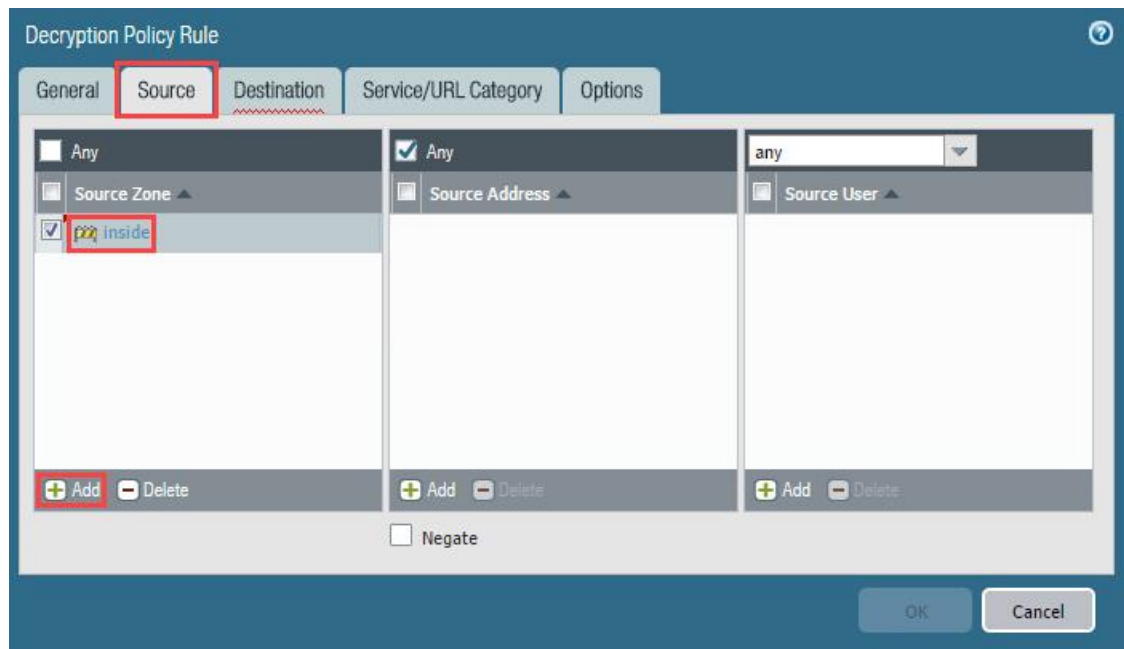 Decryption Policy Rule
General Source Destination Service/URL Category Options
Any Any any
Source Zone Source Address Source User
inside
Add Delete Add Delete Add Delete
Negate
OK Cancel